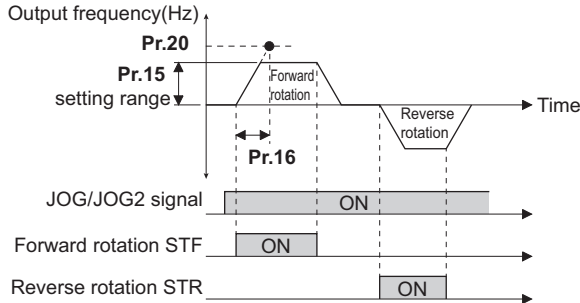 Output frequency(Hz)
Pr.20
Pr.15
setting range
Forward
rotation
Reverse
rotation
Time
Pr.16
JOG/JOG2 signal
ON
Forward rotation STF
ON
Reverse rotation STR
ON